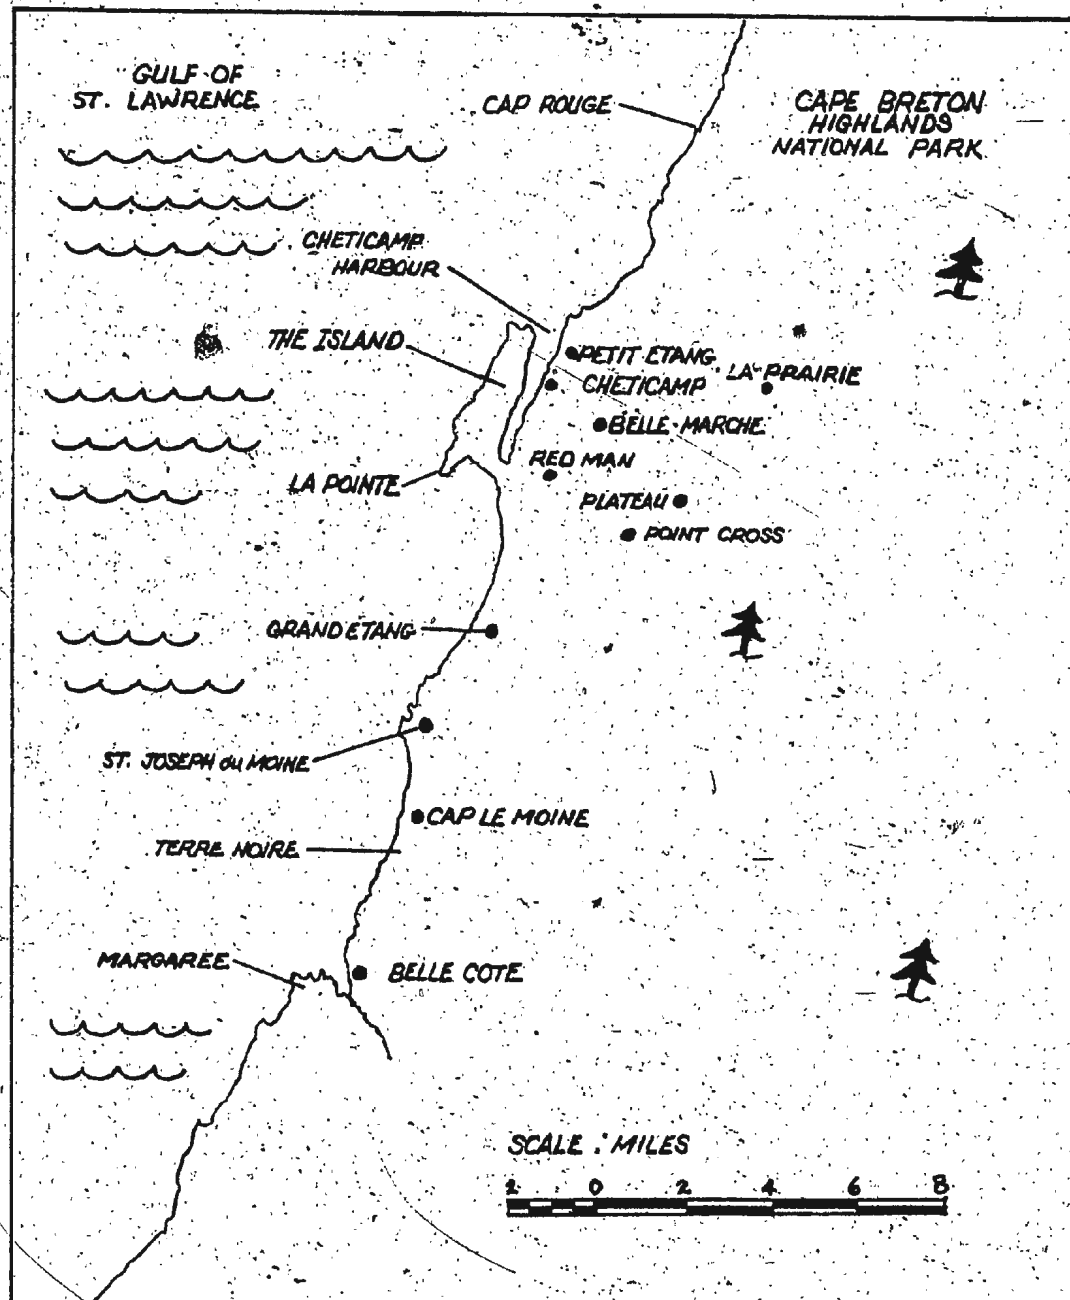 GULF OF
ST. LAWRENCE
CAP ROUGE
CAPE BRETON
HIGHLANDS
NATIONAL PARK
CHETICAMP
HARBOUR
THE ISLAND
PETIT ETANG
LA PRAIRIE
CHETICAMP
BELLE-MARCHE
RED MAN
LA POINTE
PLATEAU
POINT CROSS
GRAND ETANG
ST. JOSEPH du MOINE
CAP LE MOINE
TERRE NOIRE
MARGAREE
BELLE COTE
SCALE : MILES
2 0 2 4 6 8